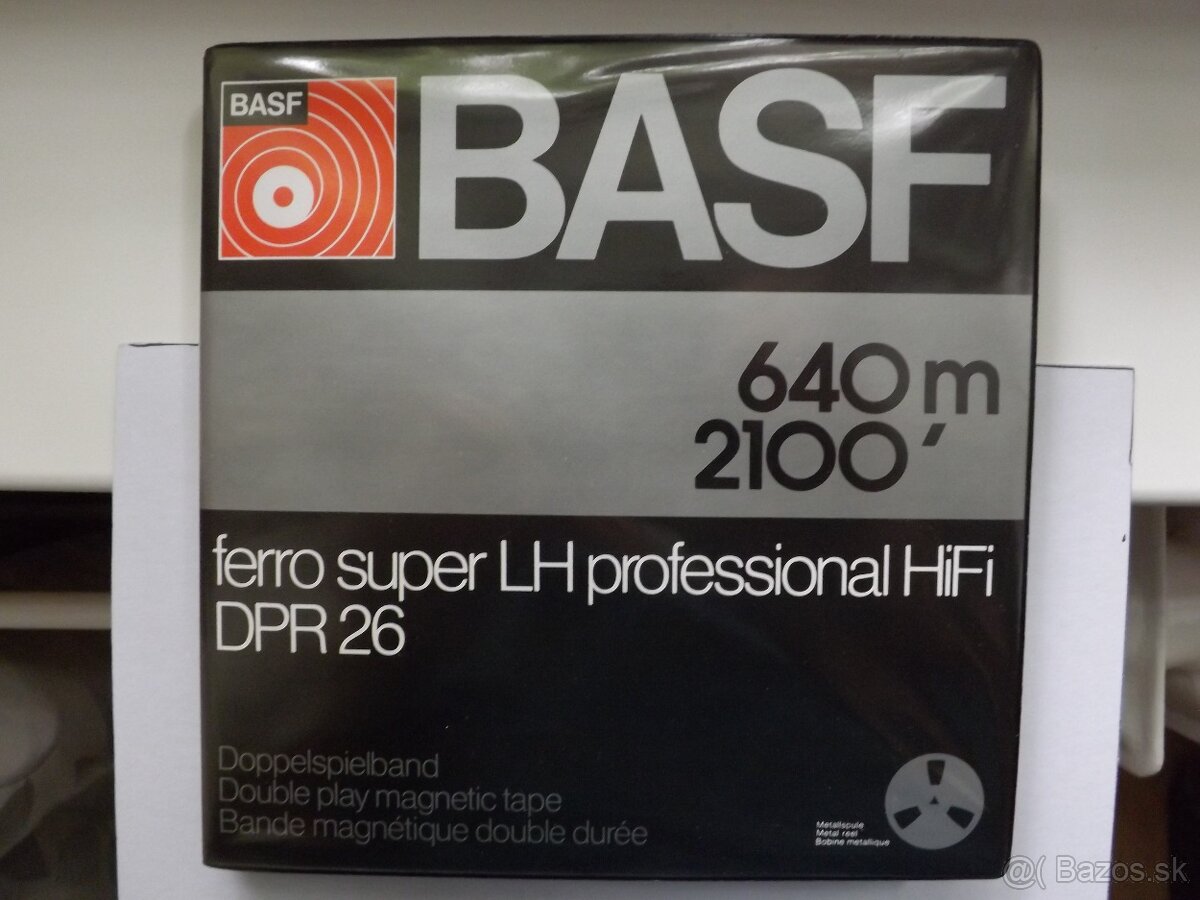 BASF
BASF
640 m
2100'
ferro super LH professional HiFi
DPR 26
Doppelspielband
Double play magnetic tape
Bande magnétique double durée
Metallspule
Metal reel
Bobine metallique
@( Bazos.sk